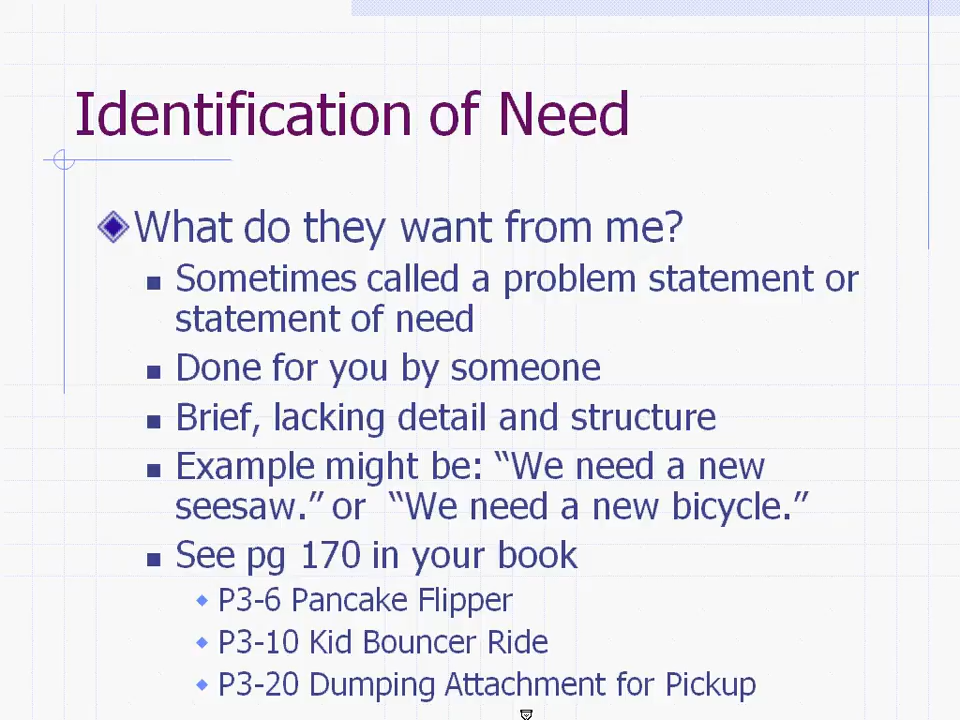 Identification of Need
What do they want from me?
Sometimes called a problem statement or
statement of need
Done for you by someone
Brief, lacking detail and structure
Example might be: “We need a new
seesaw.” or “We need a new bicycle.”
See pg 170 in your book
P3-6 Pancake Flipper
P3-10 Kid Bouncer Ride
P3-20 Dumping Attachment for Pickup